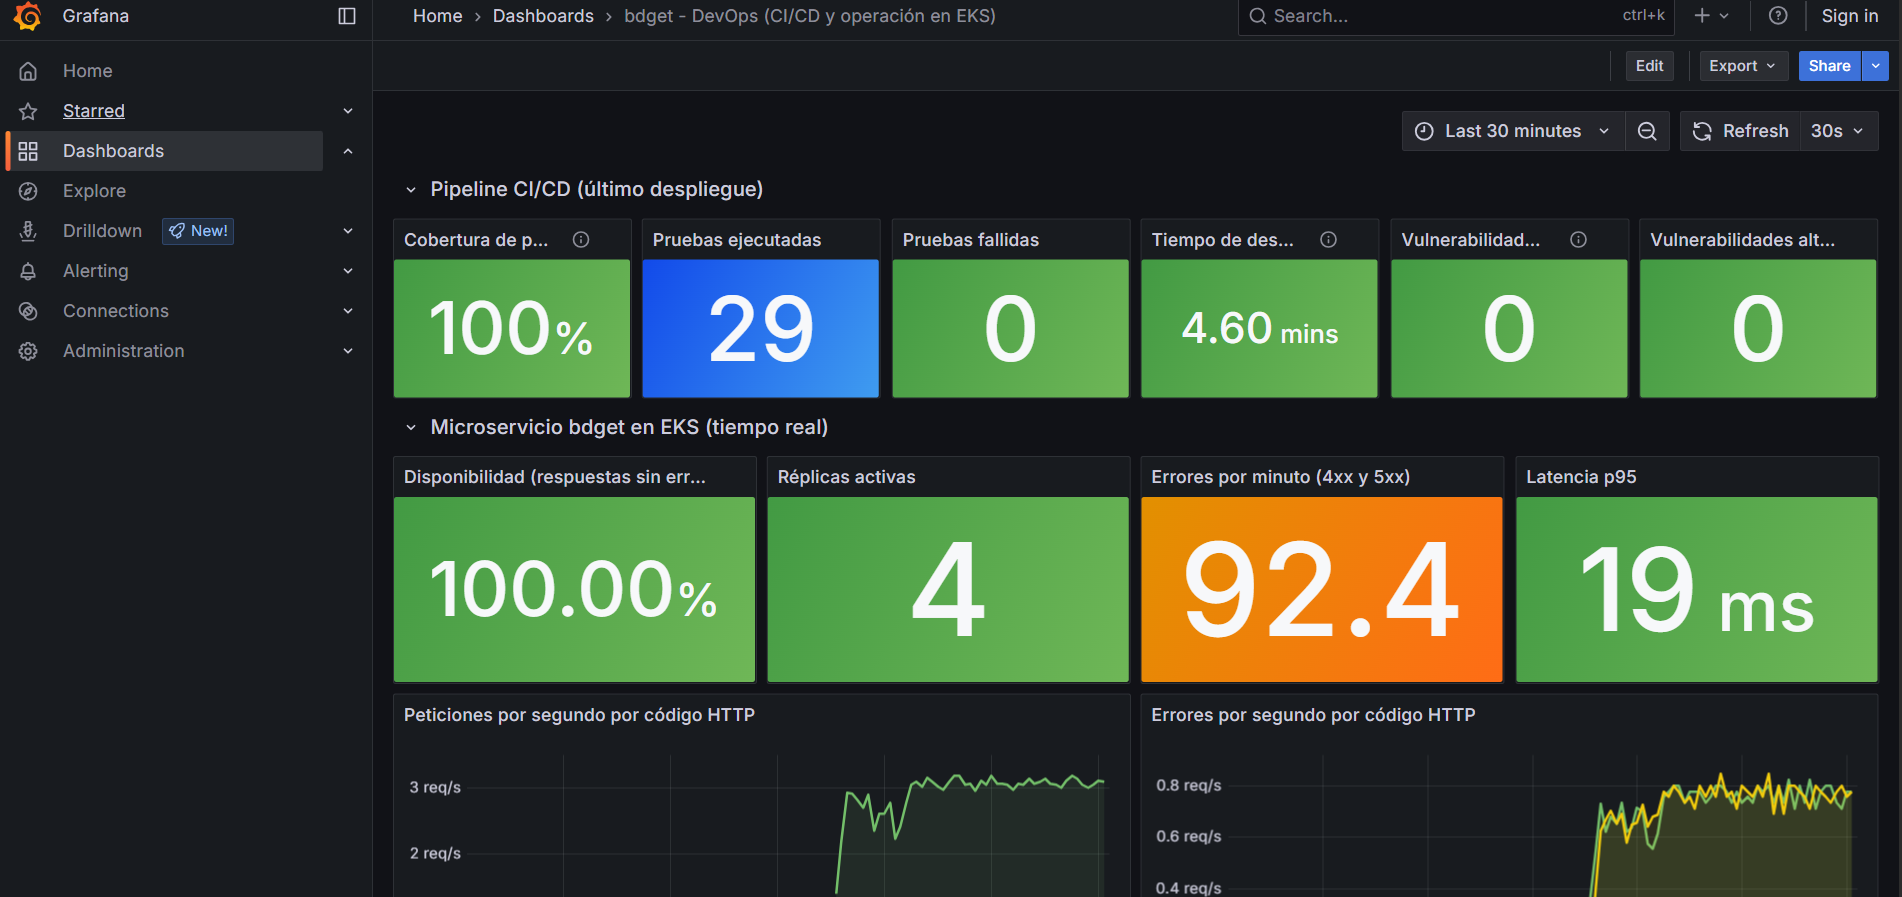 Grafana
Home › Dashboards › bdget - DevOps (CI/CD y operación en EKS)
Search...
ctrl+k
Sign in
Edit
Export
Share
Home
Starred
Dashboards
Explore
Drilldown
New!
Alerting
Connections
Administration
Last 30 minutes
Refresh
30s
Pipeline CI/CD (último despliegue)
Cobertura de p...
100%
Pruebas ejecutadas
29
Pruebas fallidas
0
Tiempo de des...
4.60 mins
Vulnerabilidad...
0
Vulnerabilidades alt...
0
Microservicio bdget en EKS (tiempo real)
Disponibilidad (respuestas sin err...
100.00%
Réplicas activas
4
Errores por minuto (4xx y 5xx)
92.4
Latencia p95
19 ms
Peticiones por segundo por código HTTP
3 req/s
2 req/s
Errores por segundo por código HTTP
0.8 req/s
0.6 req/s
0.4 req/s